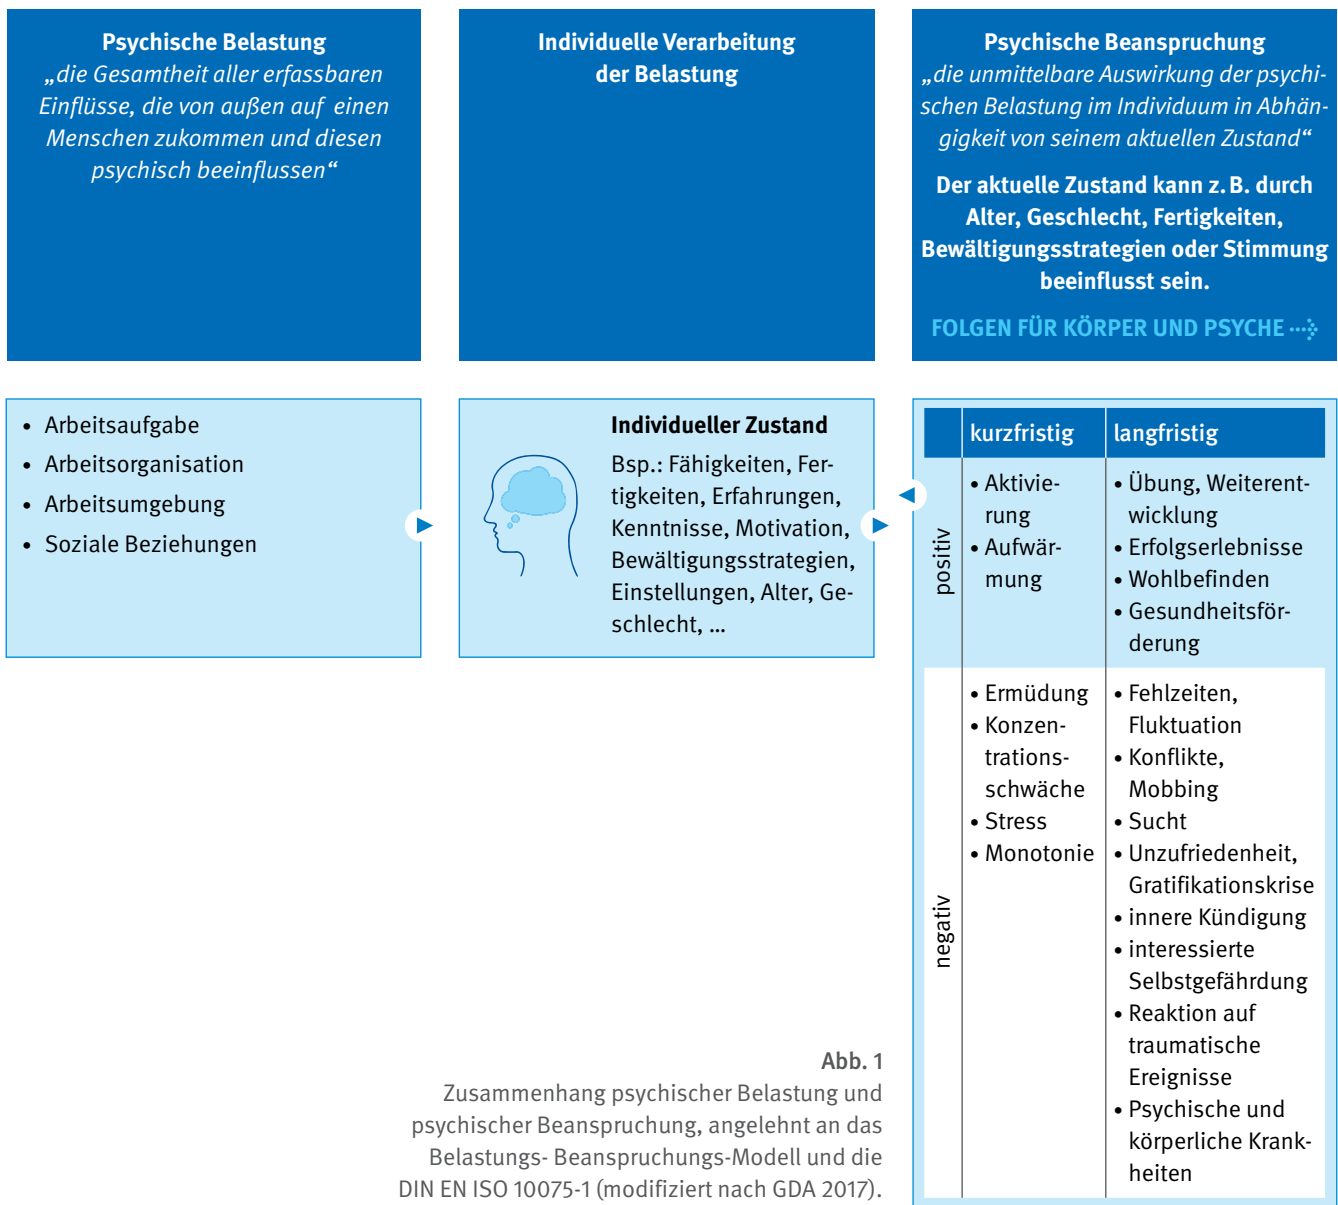 Psychische Belastung
„die Gesamtheit aller erfassbaren
Einflüsse, die von außen auf einen
Menschen zukommen und diesen
psychisch beeinflussen“
Individuelle Verarbeitung
der Belastung
Psychische Beanspruchung
„die unmittelbare Auswirkung der psychi-
schen Belastung im Individuum in Abhän-
gigkeit von seinem aktuellen Zustand“
Der aktuelle Zustand kann z. B. durch
Alter, Geschlecht, Fertigkeiten,
Bewältigungsstrategien oder Stimmung
beeinflusst sein.
FOLGEN FÜR KÖRPER UND PSYCHE
• Arbeitsaufgabe
• Arbeitsorganisation
• Arbeitsumgebung
• Soziale Beziehungen
Individueller Zustand
Bsp.: Fähigkeiten, Fer-
tigkeiten, Erfahrungen,
Kenntnisse, Motivation,
Bewältigungsstrategien,
Einstellungen, Alter, Ge-
schlecht, ...
kurzfristig
langfristig
positiv
• Aktivie-
rung
• Aufwär-
mung
• Übung, Weiterent-
wicklung
• Erfolgserlebnisse
• Wohlbefinden
• Gesundheitsför-
derung
negativ
• Ermüdung
• Konzen-
trations-
schwäche
• Stress
• Monotonie
• Fehlzeiten,
Fluktuation
• Konflikte,
Mobbing
• Sucht
• Unzufriedenheit,
Gratifikationskrise
• innere Kündigung
• interessierte
Selbstgefährdung
• Reaktion auf
traumatische
Ereignisse
• Psychische und
körperliche Krank-
heiten
Abb. 1
Zusammenhang psychischer Belastung und
psychischer Beanspruchung, angelehnt an das
Belastungs- Beanspruchungs-Modell und die
DIN EN ISO 10075-1 (modifiziert nach GDA 2017).